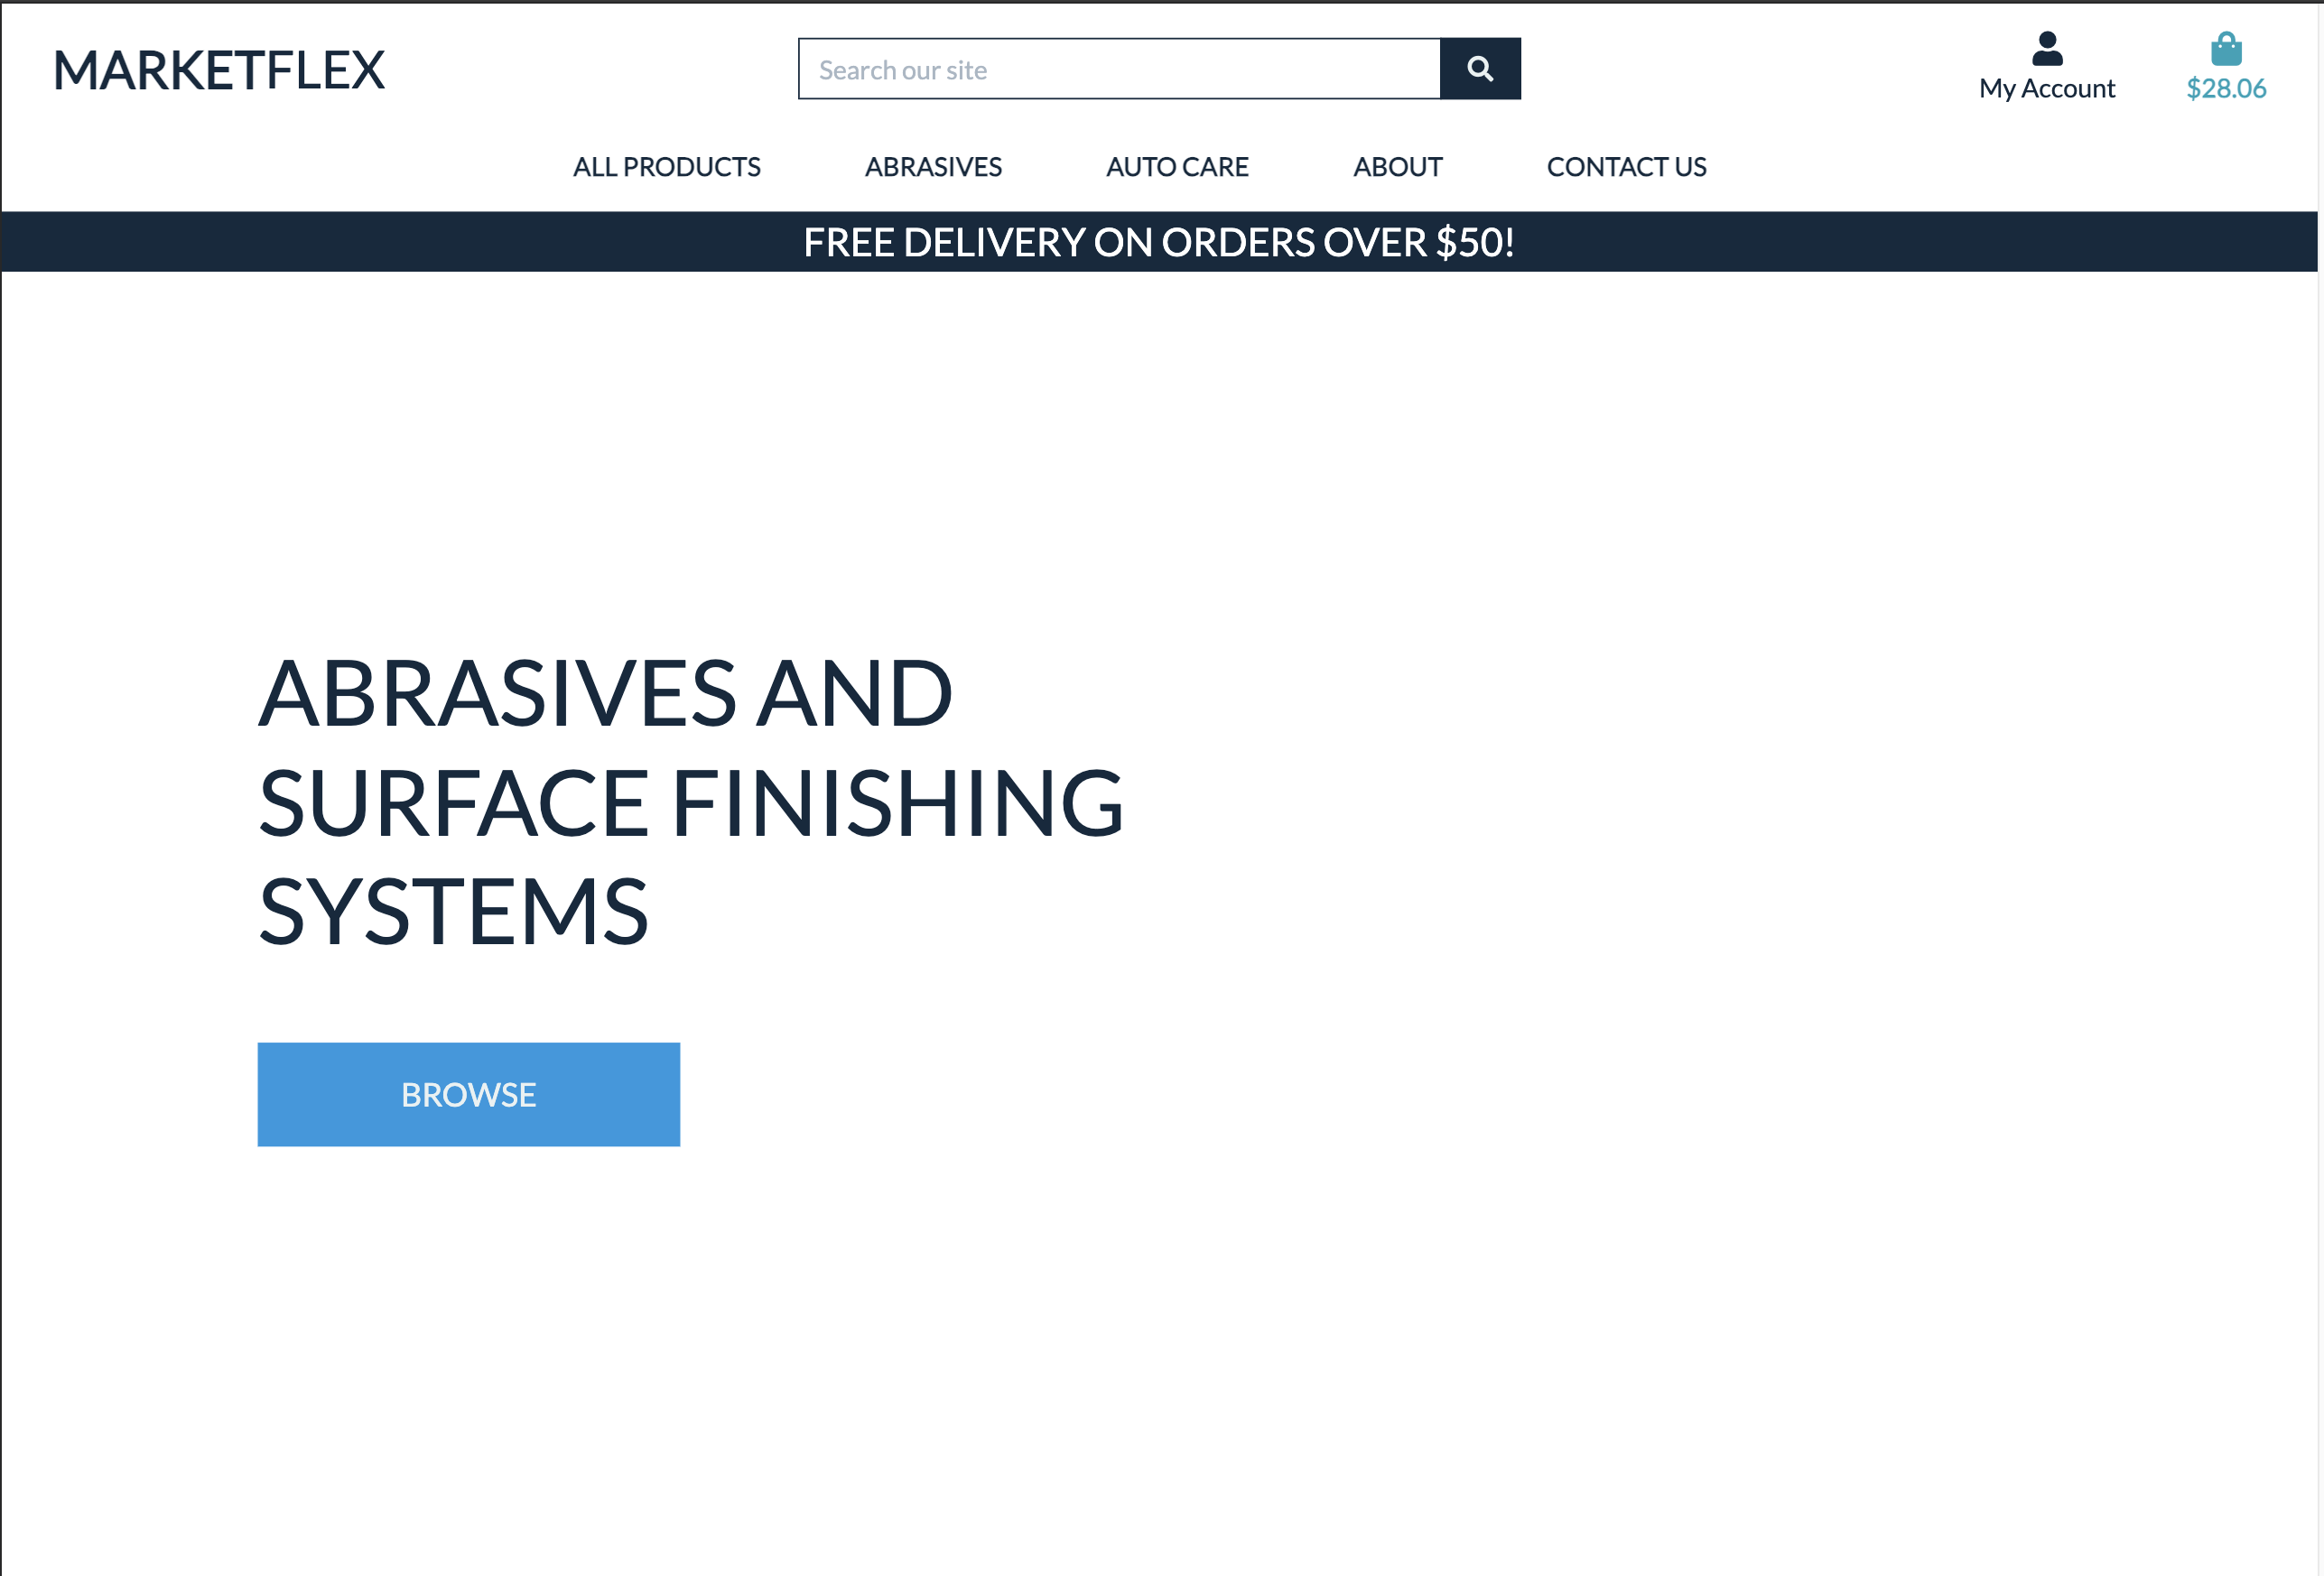 MARKETFLEX
Search our site
My Account
$28.06
ALL PRODUCTS
ABRASIVES
AUTO CARE
ABOUT
CONTACT US
FREE DELIVERY ON ORDERS OVER $50!
ABRASIVES AND
SURFACE FINISHING
SYSTEMS
BROWSE